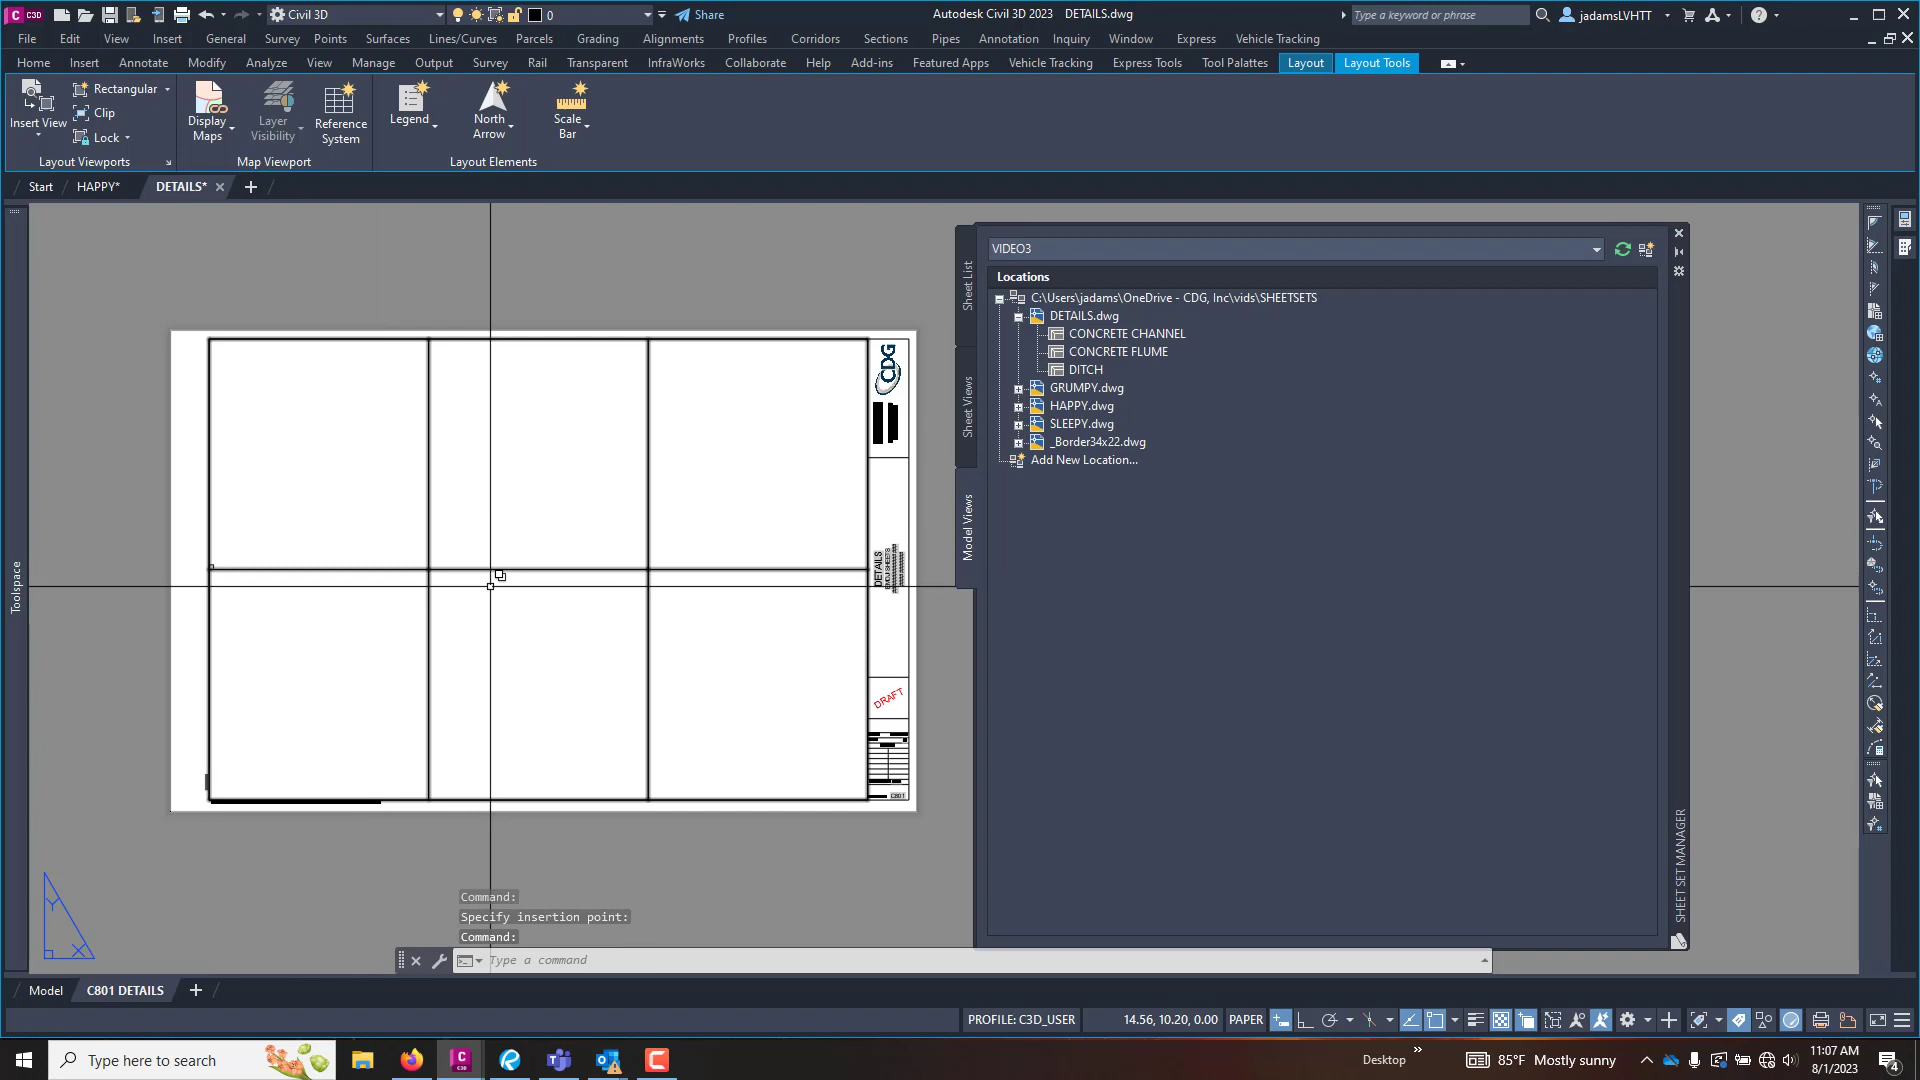 C3D
Civil 3D
0
Share
Autodesk Civil 3D 2023 DETAILS.dwg
Type a keyword or phrase
jadamsLVHTT
File Edit View Insert General Survey Points Surfaces Lines/Curves Parcels Grading Alignments Profiles Corridors Sections Pipes Annotation Inquiry Window Express Vehicle Tracking
Home Insert Annotate Modify Analyze View Manage Output Survey Rail Transparent InfraWorks Collaborate Help Add-ins Featured Apps Vehicle Tracking Express Tools Tool Palettes Layout Layout Tools
Insert View
Rectangular
Clip
Lock
Layout Viewports
Display Maps
Layer Visibility
Reference System
Map Viewport
Legend
North Arrow
Scale Bar
Layout Elements
Start HAPPY* DETAILS*
Toolspace
CDG
DETAILS
DRAFT
C801
Sheet List
Sheet Views
Model Views
VIDEO3
Locations
C:\Users\jadams\OneDrive - CDG, Inc\vids\SHEETSETS
DETAILS.dwg
CONCRETE CHANNEL
CONCRETE FLUME
DITCH
GRUMPY.dwg
HAPPY.dwg
SLEEPY.dwg
_Border34x22.dwg
Add New Location...
SHEET SET MANAGER
Y
X
Command:
Specify insertion point:
Command:
Type a command
Model C801 DETAILS
PROFILE: C3D_USER 14.56, 10.20, 0.00 PAPER
Type here to search
Desktop
85°F Mostly sunny
11:07 AM
8/1/2023
4